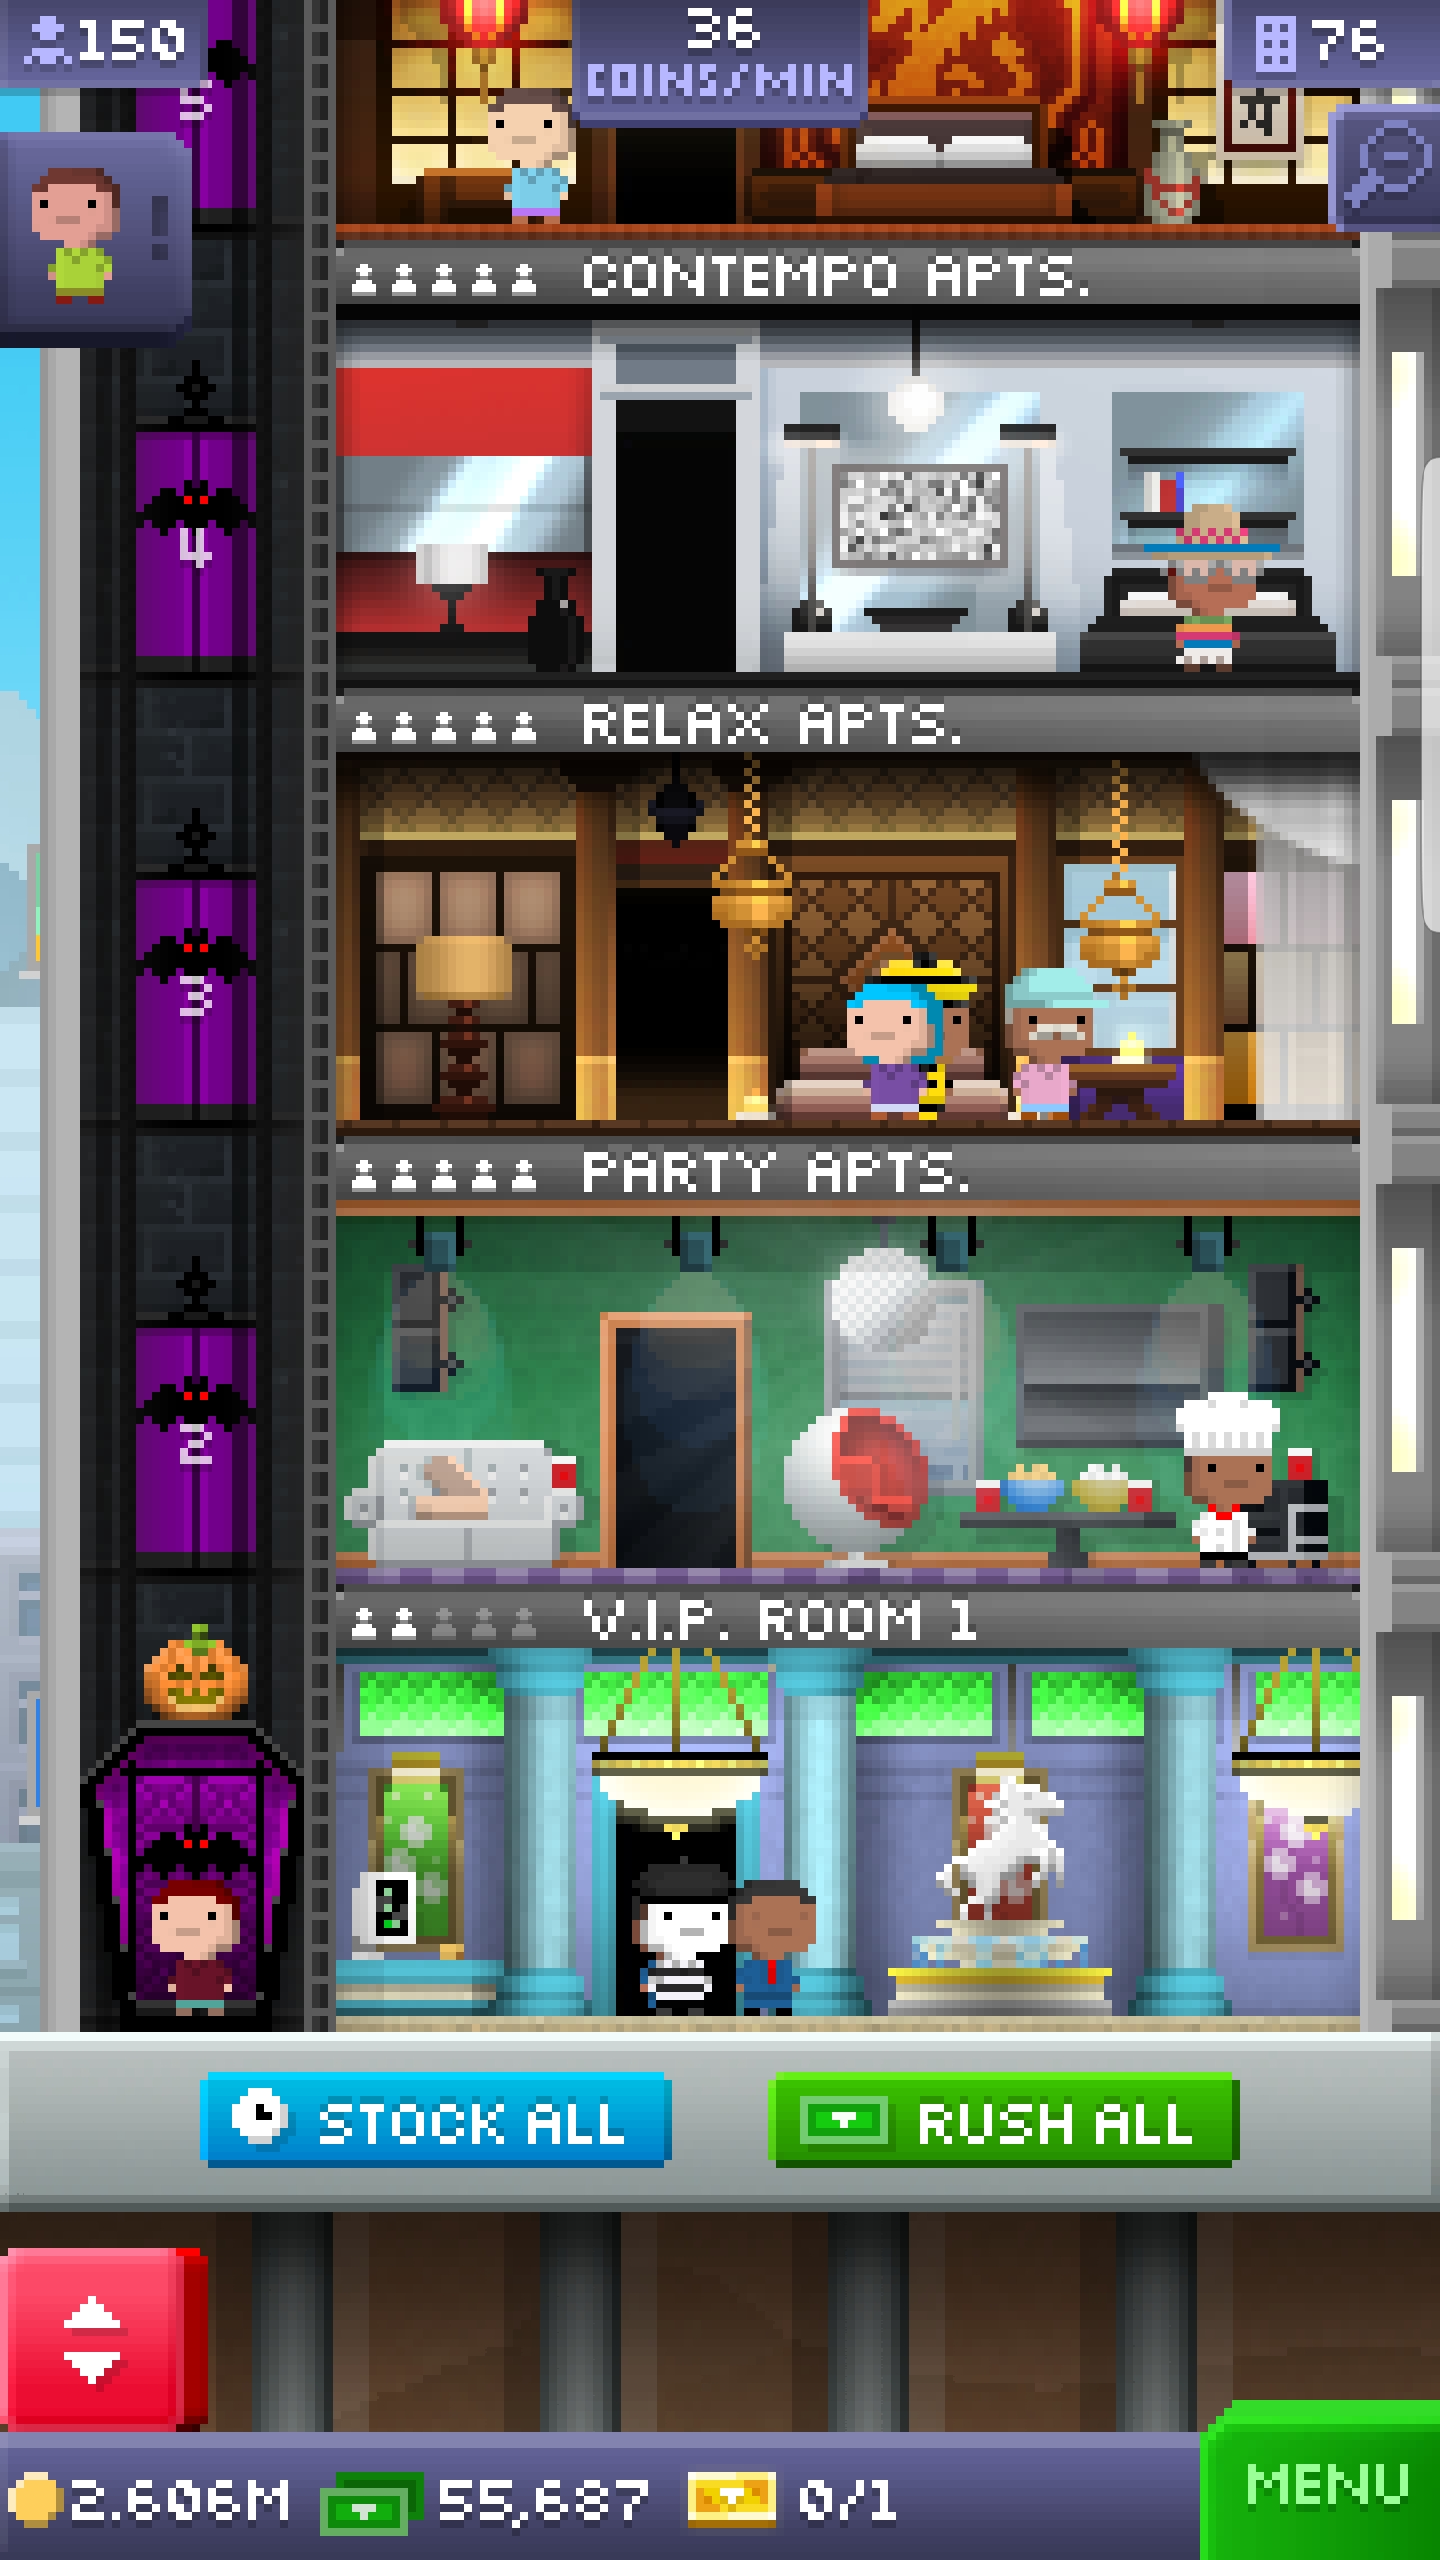 150
36
COINS/MIN
76
5
CONTEMPO APTS.
4
RELAX APTS.
3
PARTY APTS.
2
V.I.P. ROOM 1
STOCK ALL
RUSH ALL
MENU
2.606M
55,687
0/1